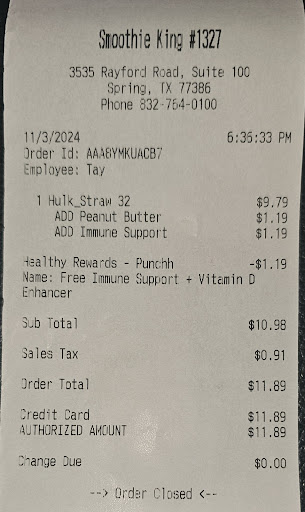 Smoothie King #1327
3535 Rayford Road, Suite 100
Spring, TX 77386
Phone 832-764-0100
11/3/2024 6:36:33 PM
Order Id: AAA8YMKUACB7
Employee: Tay
1 Hulk_Straw 32 $9.79
ADD Peanut Butter $1.19
ADD Immune Support $1.19
Healthy Rewards - Punchh -$1.19
Name: Free Immune Support + Vitamin D
Enhancer
Sub Total $10.98
Sales Tax $0.91
Order Total $11.89
Credit Card $11.89
AUTHORIZED AMOUNT $11.89
Change Due $0.00
--> Order Closed <--